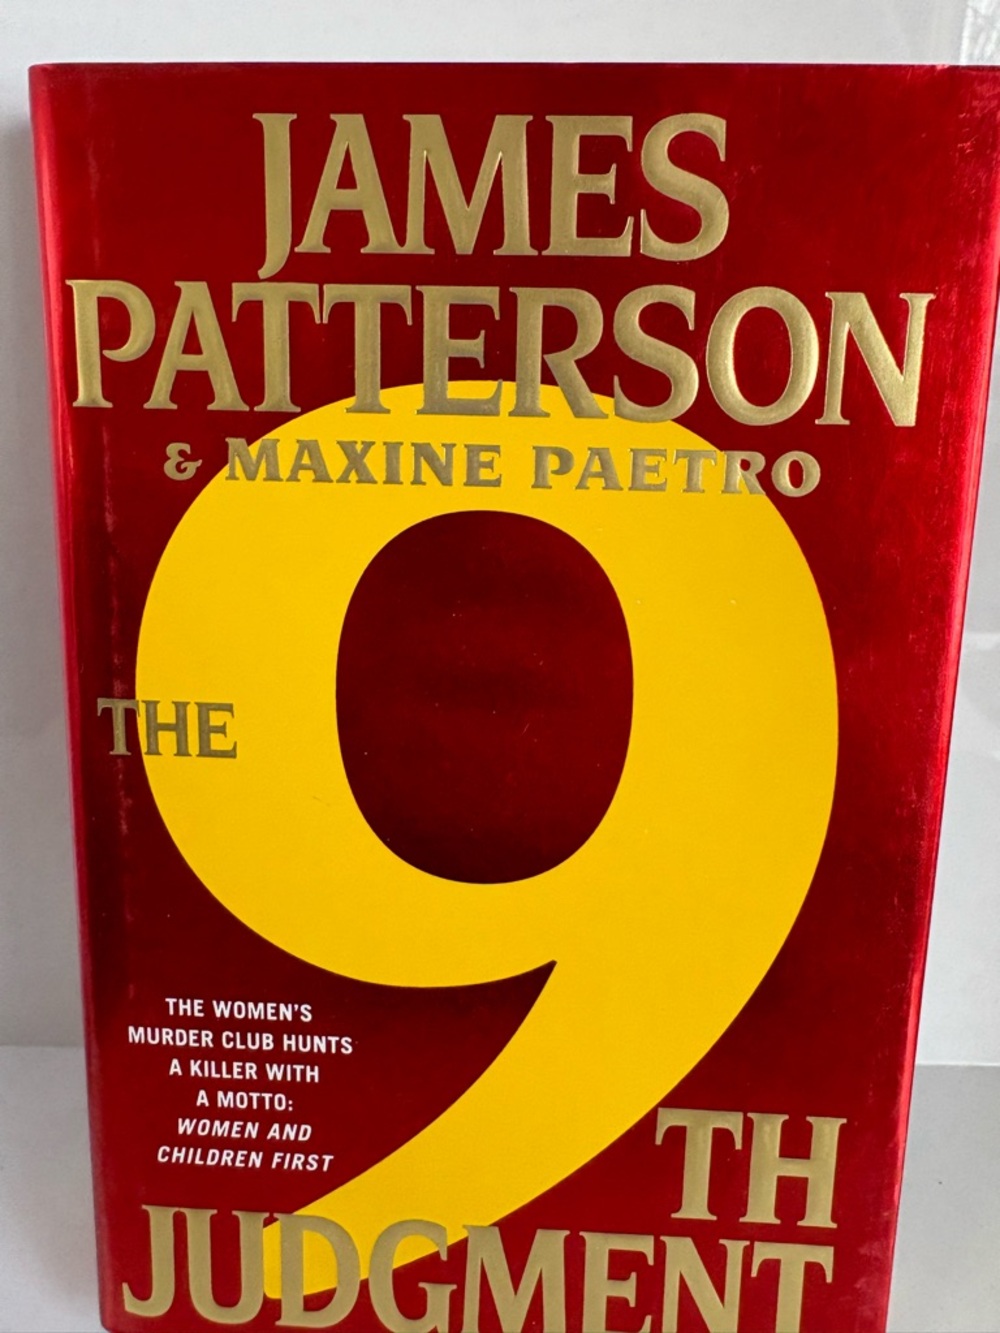 JAMES
PATTERSON
& MAXINE PAETRO
THE
9
TH
JUDGMENT
THE WOMEN'S
MURDER CLUB HUNTS
A KILLER WITH
A MOTTO:
WOMEN AND
CHILDREN FIRST